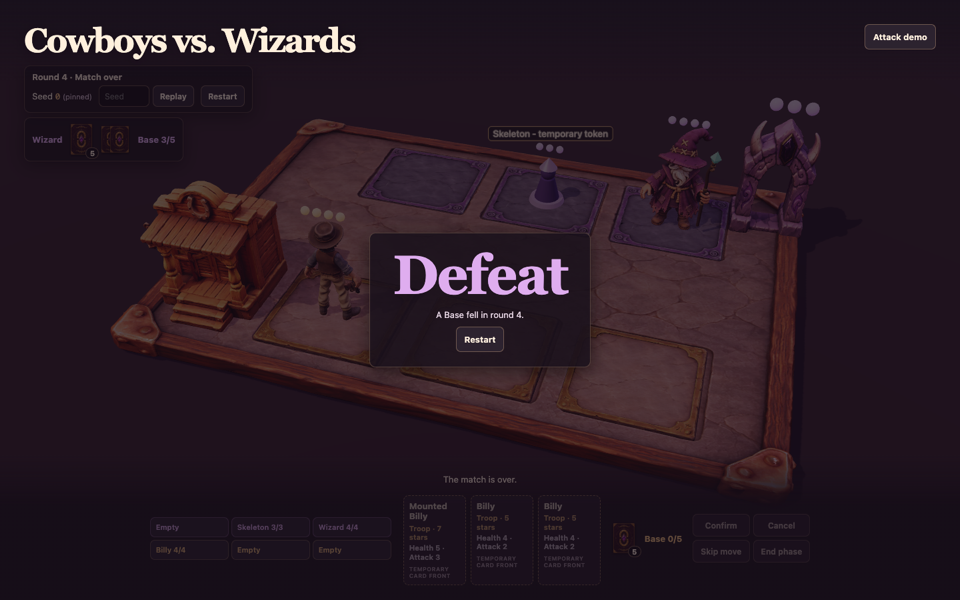 Cowboys vs. Wizards
Attack demo
Round 4 · Match over
Seed 0 (pinned)
Seed
Replay
Restart
Wizard
5
Base 3/5
Skeleton - temporary token
Defeat
A Base fell in round 4.
Restart
The match is over.
Empty
Skeleton 3/3
Wizard 4/4
Billy 4/4
Empty
Empty
Mounted
Billy
Troop · 7
stars
Health 5 ·
Attack 3
TEMPORARY
CARD FRONT
Billy
Troop · 5
stars
Health 4 ·
Attack 2
TEMPORARY
CARD FRONT
Billy
Troop · 5
stars
Health 4 ·
Attack 2
TEMPORARY
CARD FRONT
5
Base 0/5
Confirm
Cancel
Skip move
End phase